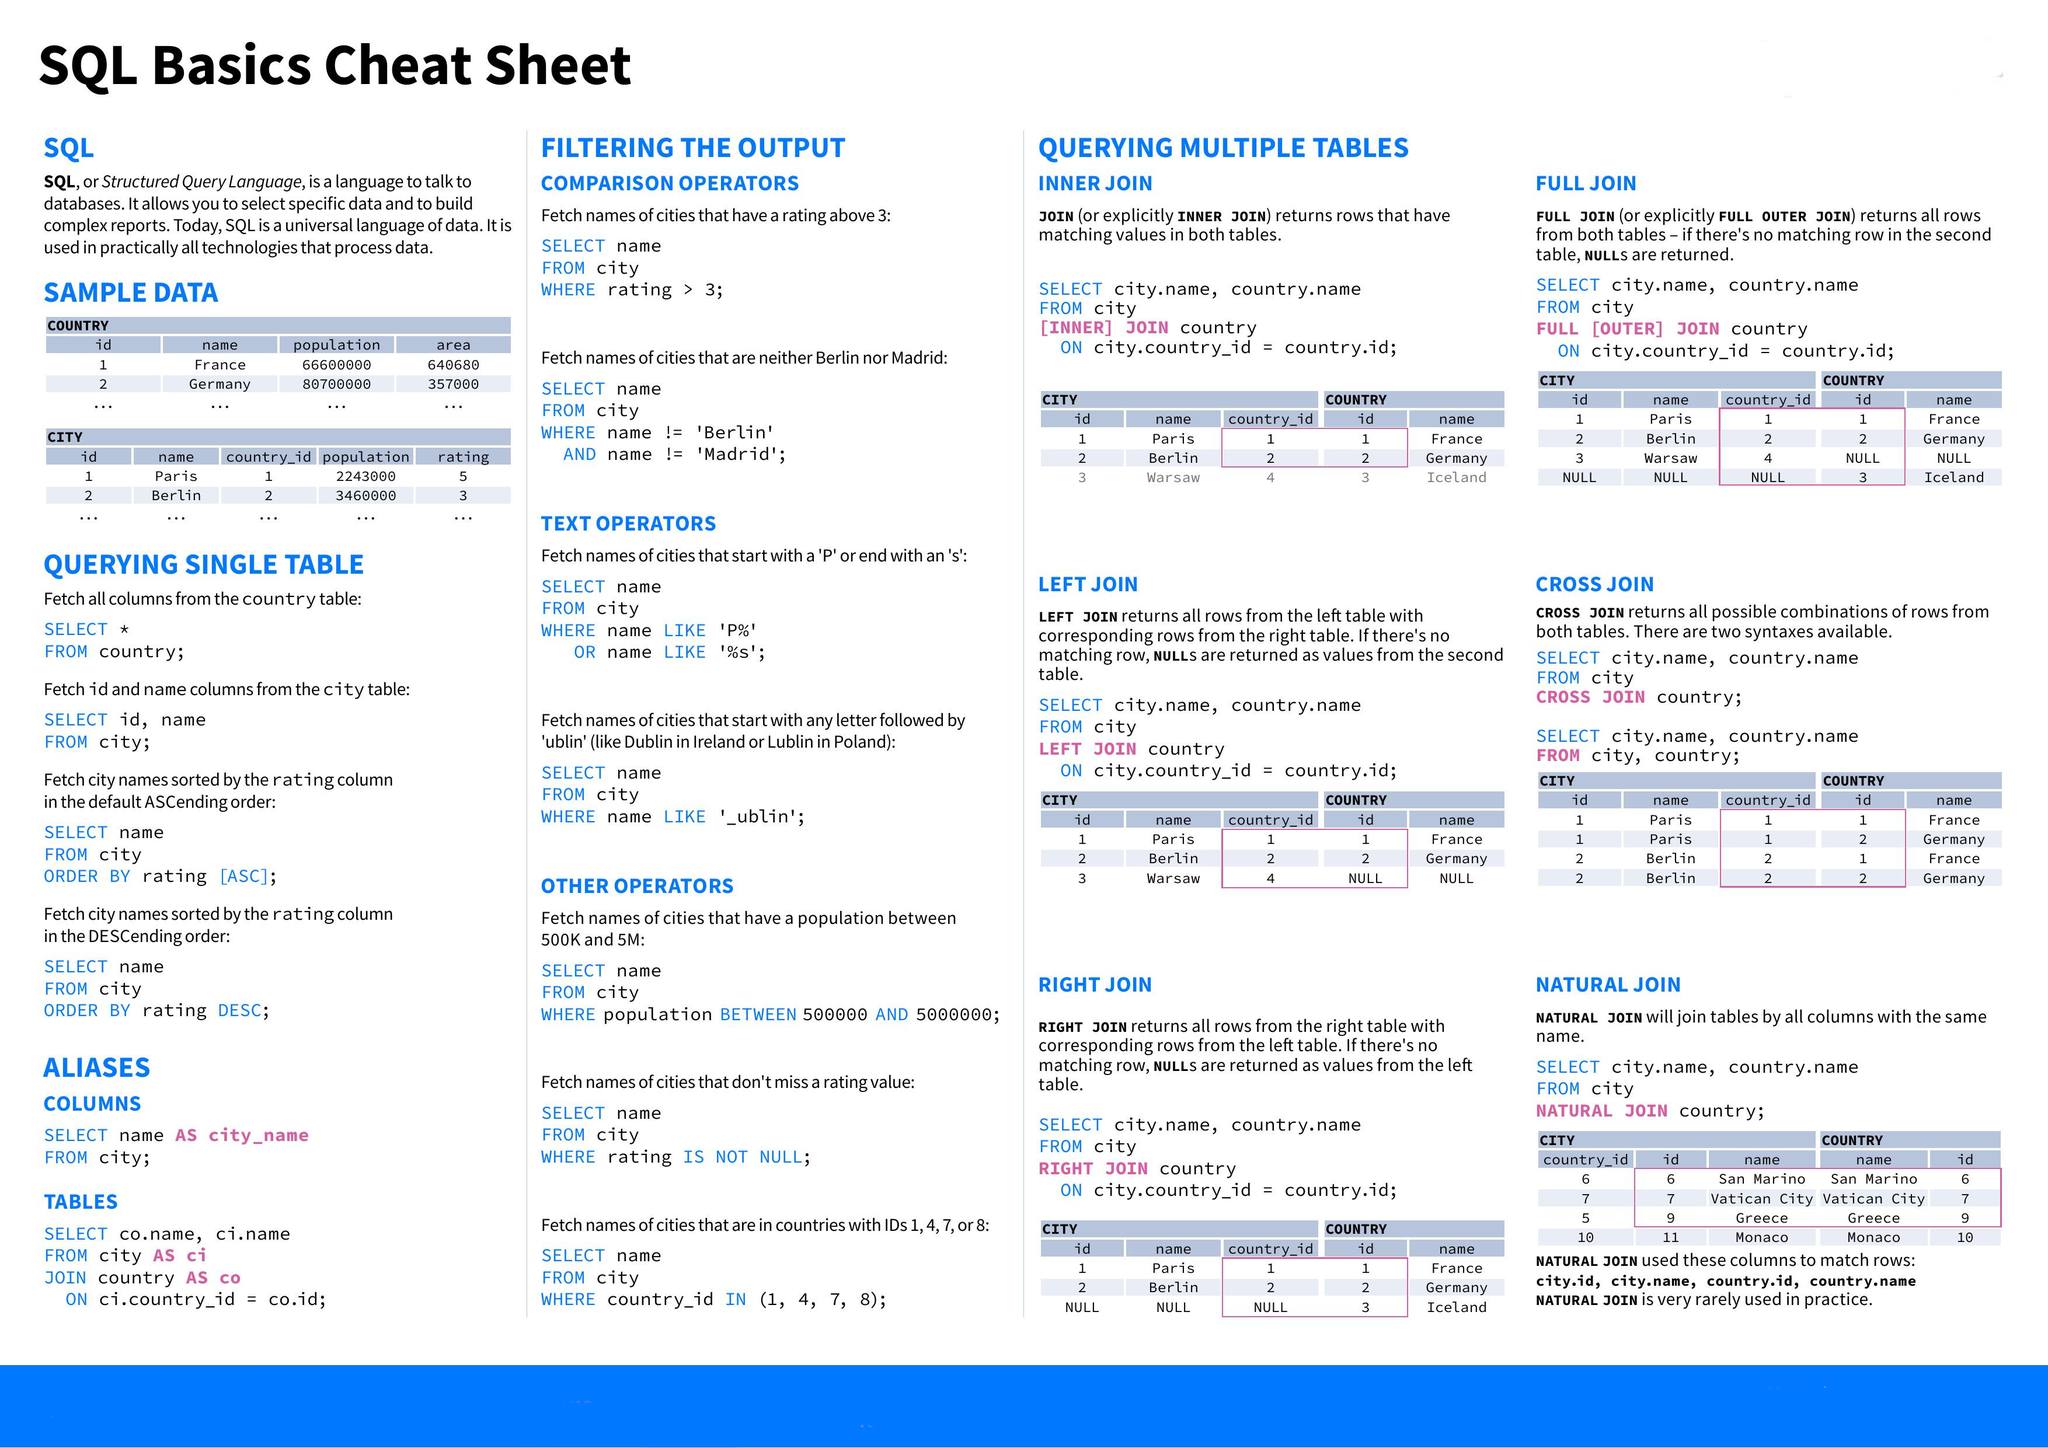 SQL Basics Cheat Sheet
SQL
SQL, or Structured Query Language, is a language to talk to
databases. It allows you to select specific data and to build
complex reports. Today, SQL is a universal language of data. It is
used in practically all technologies that process data.
SAMPLE DATA
COUNTRY
id name population area
1 France 66600000 640680
2 Germany 80700000 357000
... ... ... ...
CITY
id name country_id population rating
1 Paris 1 2243000 5
2 Berlin 2 3460000 3
... ... ... ... ...
QUERYING SINGLE TABLE
Fetch all columns from the country table:
SELECT *
FROM country;
Fetch id and name columns from the city table:
SELECT id, name
FROM city;
Fetch city names sorted by the rating column
in the default ASCending order:
SELECT name
FROM city
ORDER BY rating [ASC];
Fetch city names sorted by the rating column
in the DESCending order:
SELECT name
FROM city
ORDER BY rating DESC;
ALIASES
COLUMNS
SELECT name AS city_name
FROM city;
TABLES
SELECT co.name, ci.name
FROM city AS ci
JOIN country AS co
ON ci.country_id = co.id;
FILTERING THE OUTPUT
COMPARISON OPERATORS
Fetch names of cities that have a rating above 3:
SELECT name
FROM city
WHERE rating > 3;
Fetch names of cities that are neither Berlin nor Madrid:
SELECT name
FROM city
WHERE name != 'Berlin'
AND name != 'Madrid';
TEXT OPERATORS
Fetch names of cities that start with a 'P' or end with an 's':
SELECT name
FROM city
WHERE name LIKE 'P%'
OR name LIKE '%s';
Fetch names of cities that start with any letter followed by
'ublin' (like Dublin in Ireland or Lublin in Poland):
SELECT name
FROM city
WHERE name LIKE '_ublin';
OTHER OPERATORS
Fetch names of cities that have a population between
500K and 5M:
SELECT name
FROM city
WHERE population BETWEEN 500000 AND 5000000;
Fetch names of cities that don't miss a rating value:
SELECT name
FROM city
WHERE rating IS NOT NULL;
Fetch names of cities that are in countries with IDs 1, 4, 7, or 8:
SELECT name
FROM city
WHERE country_id IN (1, 4, 7, 8);
QUERYING MULTIPLE TABLES
INNER JOIN
JOIN (or explicitly INNER JOIN) returns rows that have
matching values in both tables.
SELECT city.name, country.name
FROM city
[INNER] JOIN country
ON city.country_id = country.id;
CITY COUNTRY
id name country_id id name
1 Paris 1 1 France
2 Berlin 2 2 Germany
3 Warsaw 4 3 Iceland
LEFT JOIN
LEFT JOIN returns all rows from the left table with
corresponding rows from the right table. If there's no
matching row, NULLs are returned as values from the second
table.
SELECT city.name, country.name
FROM city
LEFT JOIN country
ON city.country_id = country.id;
CITY COUNTRY
id name country_id id name
1 Paris 1 1 France
2 Berlin 2 2 Germany
3 Warsaw 4 NULL NULL
RIGHT JOIN
RIGHT JOIN returns all rows from the right table with
corresponding rows from the left table. If there's no
matching row, NULLs are returned as values from the left
table.
SELECT city.name, country.name
FROM city
RIGHT JOIN country
ON city.country_id = country.id;
CITY COUNTRY
id name country_id id name
1 Paris 1 1 France
2 Berlin 2 2 Germany
NULL NULL NULL 3 Iceland
FULL JOIN
FULL JOIN (or explicitly FULL OUTER JOIN) returns all rows
from both tables – if there's no matching row in the second
table, NULLs are returned.
SELECT city.name, country.name
FROM city
FULL [OUTER] JOIN country
ON city.country_id = country.id;
CITY COUNTRY
id name country_id id name
1 Paris 1 1 France
2 Berlin 2 2 Germany
3 Warsaw 4 NULL NULL
NULL NULL NULL 3 Iceland
CROSS JOIN
CROSS JOIN returns all possible combinations of rows from
both tables. There are two syntaxes available.
SELECT city.name, country.name
FROM city
CROSS JOIN country;
SELECT city.name, country.name
FROM city, country;
CITY COUNTRY
id name country_id id name
1 Paris 1 1 France
1 Paris 1 2 Germany
2 Berlin 2 1 France
2 Berlin 2 2 Germany
NATURAL JOIN
NATURAL JOIN will join tables by all columns with the same
name.
SELECT city.name, country.name
FROM city
NATURAL JOIN country;
CITY COUNTRY
country_id id name name id
6 6 San Marino San Marino 6
7 7 Vatican City Vatican City 7
5 9 Greece Greece 9
10 11 Monaco Monaco 10
NATURAL JOIN used these columns to match rows:
city.id, city.name, country.id, country.name
NATURAL JOIN is very rarely used in practice.